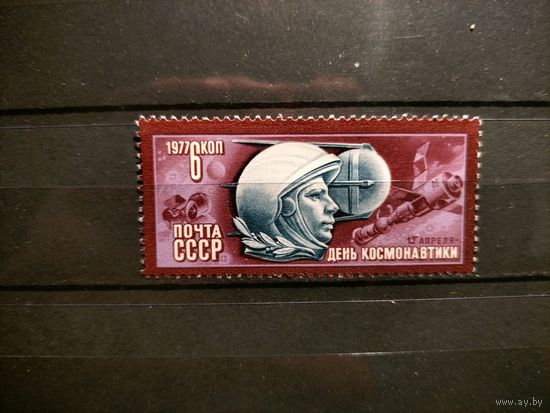 1977 6 КОП
ПОЧТА
СССР
12 АПРЕЛЯ-
ДЕНЬ КОСМОНАВТИКИ
www.ay.by